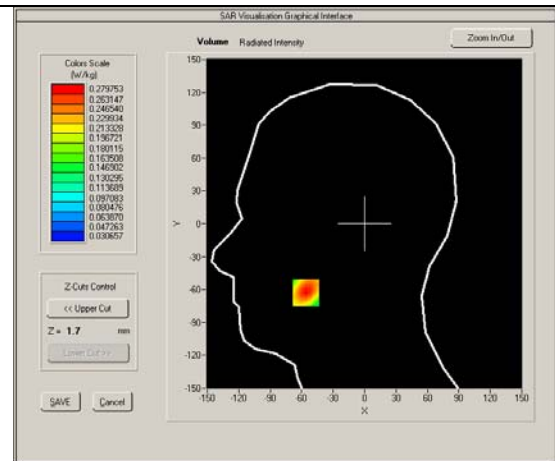 SAR Visualisation Graphical Interface
Volume Radiated Intensity
Zoom In/Out
Colors Scale
(W/kg)
0.279753
0.263147
0.246540
0.229934
0.213328
0.196721
0.180115
0.163508
0.146902
0.130295
0.113689
0.097083
0.080476
0.063870
0.047263
0.030657
Z-Cuts Control
<< Upper Cut
Z = 1.7 mm
Lower Cut >>
SAVE Cancel
150
120
90
60
30
0
-30
-60
-90
-120
-150
Y
-150 -120 -90 -60 -30 0 30 60 90 120 150
X